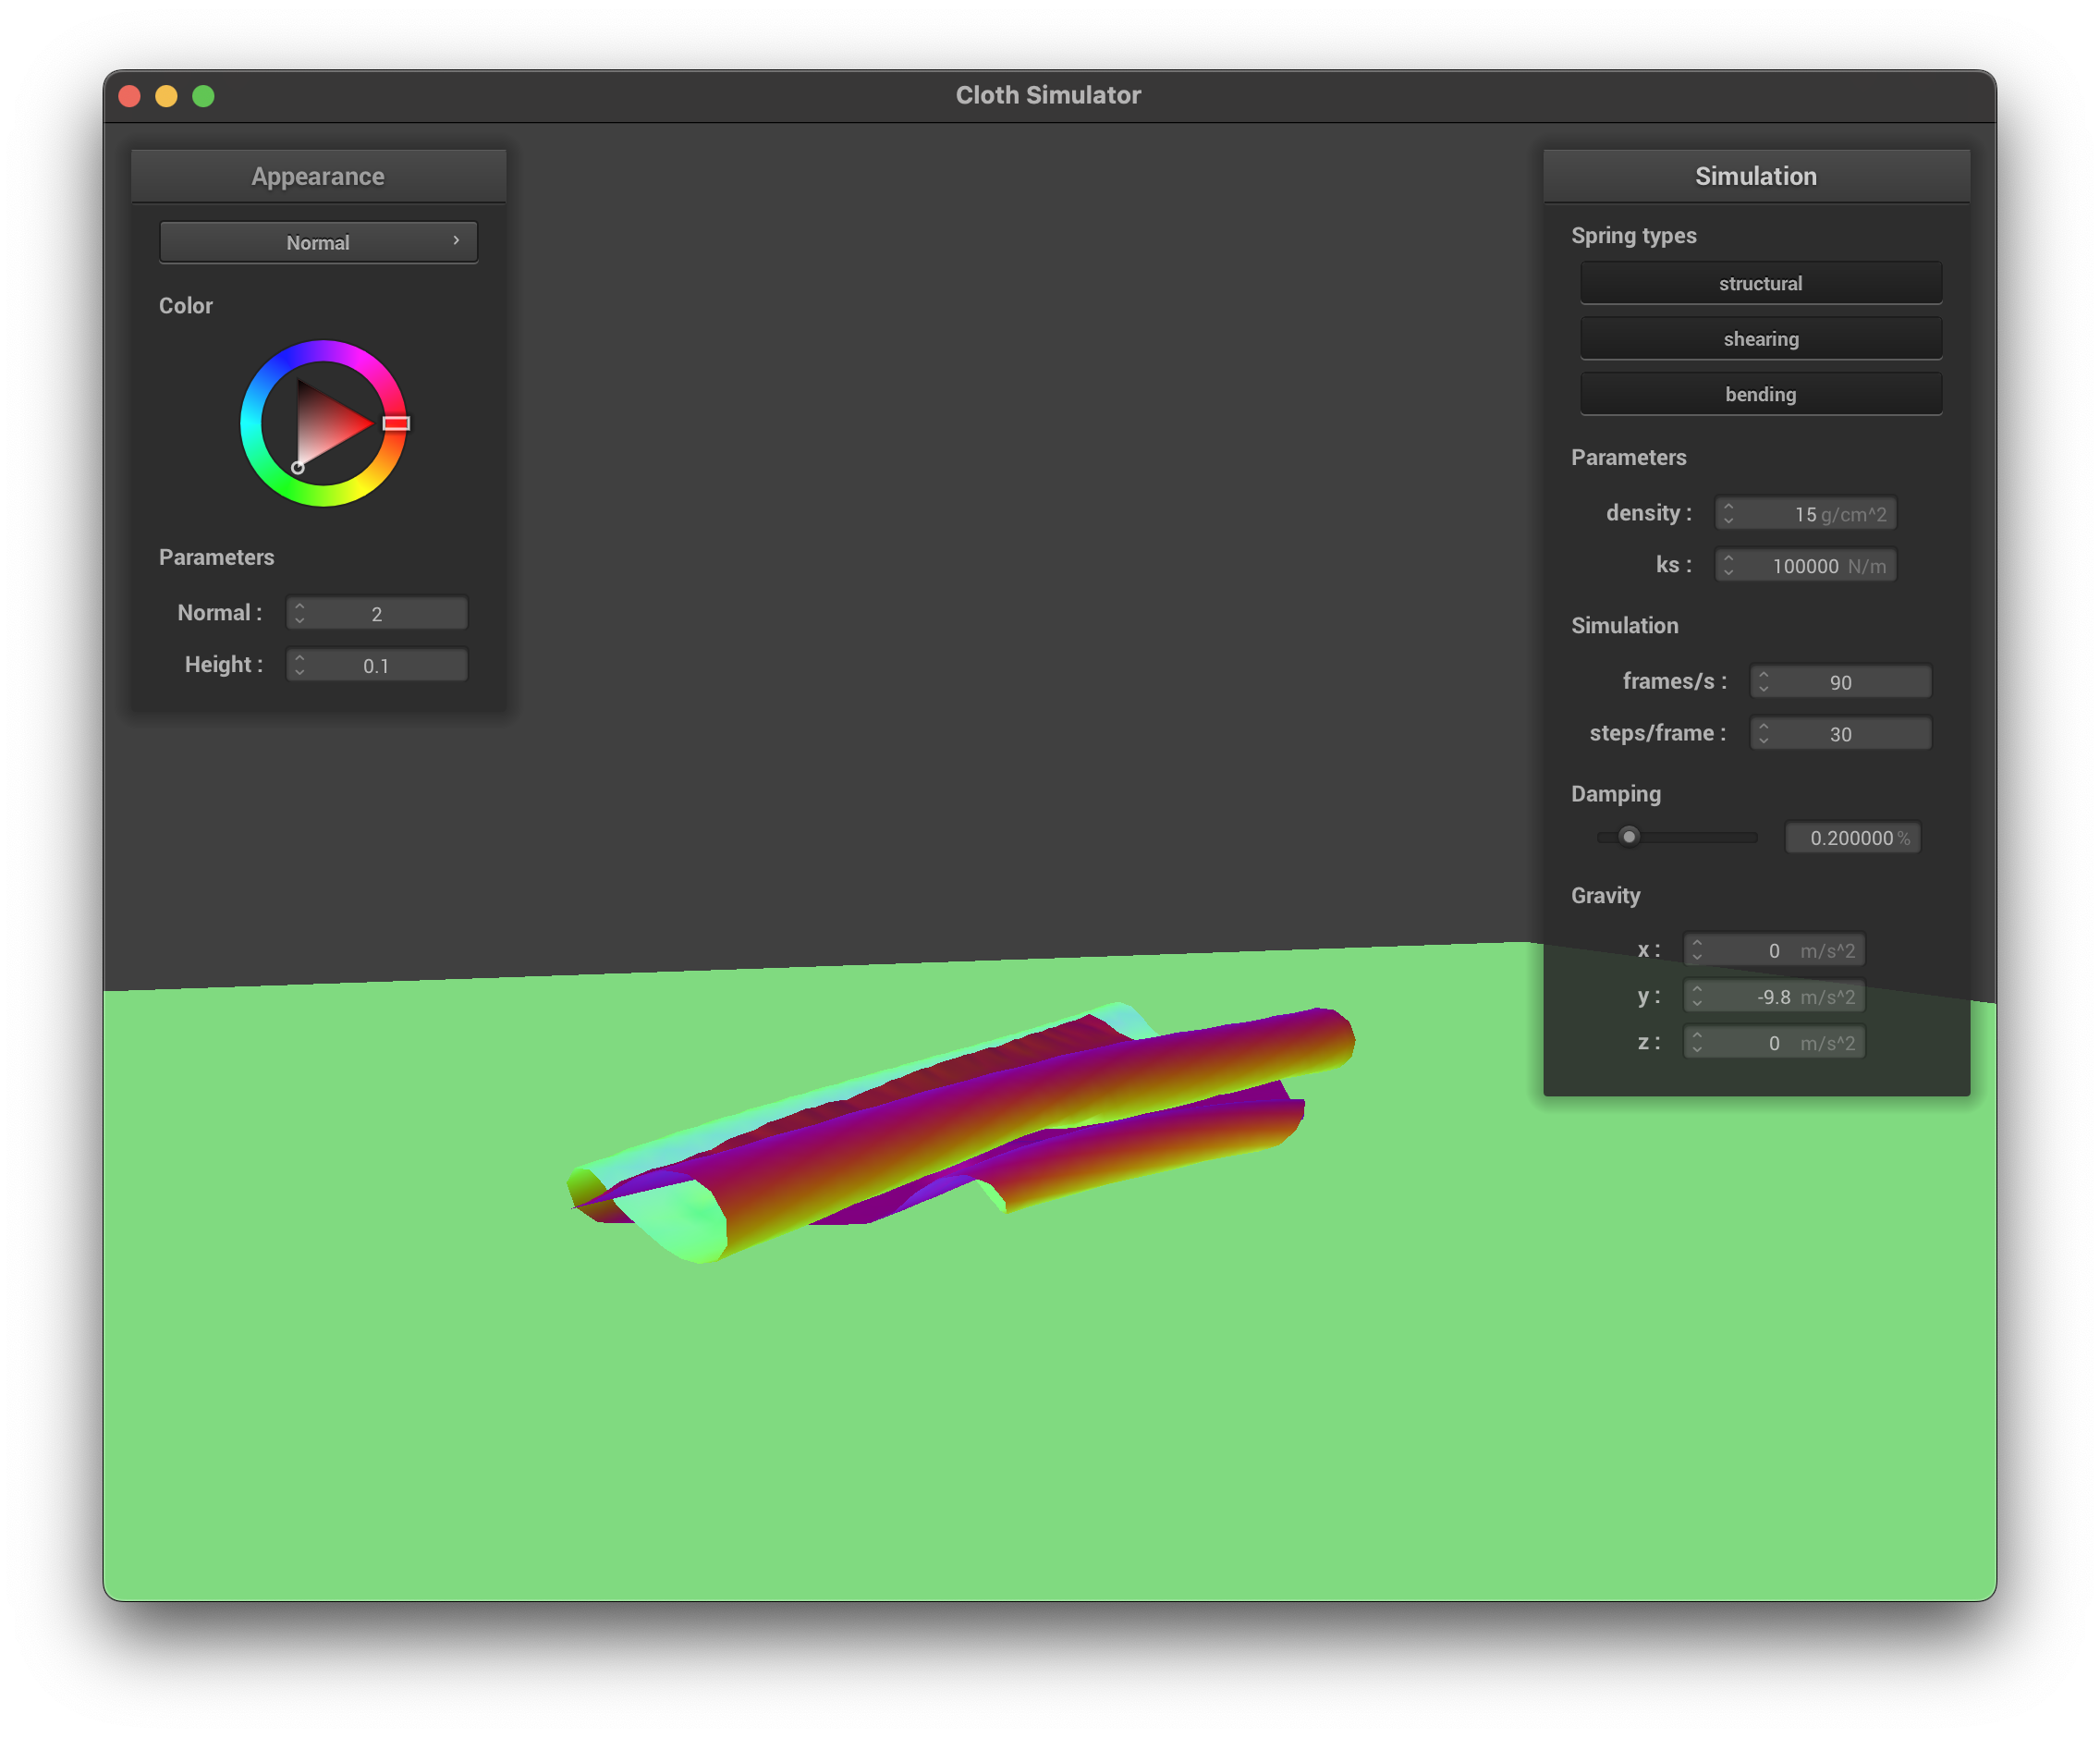 Cloth Simulator
Appearance
Normal
Color
Parameters
Normal :
2
Height :
0.1
Simulation
Spring types
structural
shearing
bending
Parameters
density :
15 g/cm^2
ks :
100000 N/m
Simulation
frames/s :
90
steps/frame :
30
Damping
0.200000 %
Gravity
x :
0 m/s^2
y :
-9.8 m/s^2
z :
0 m/s^2